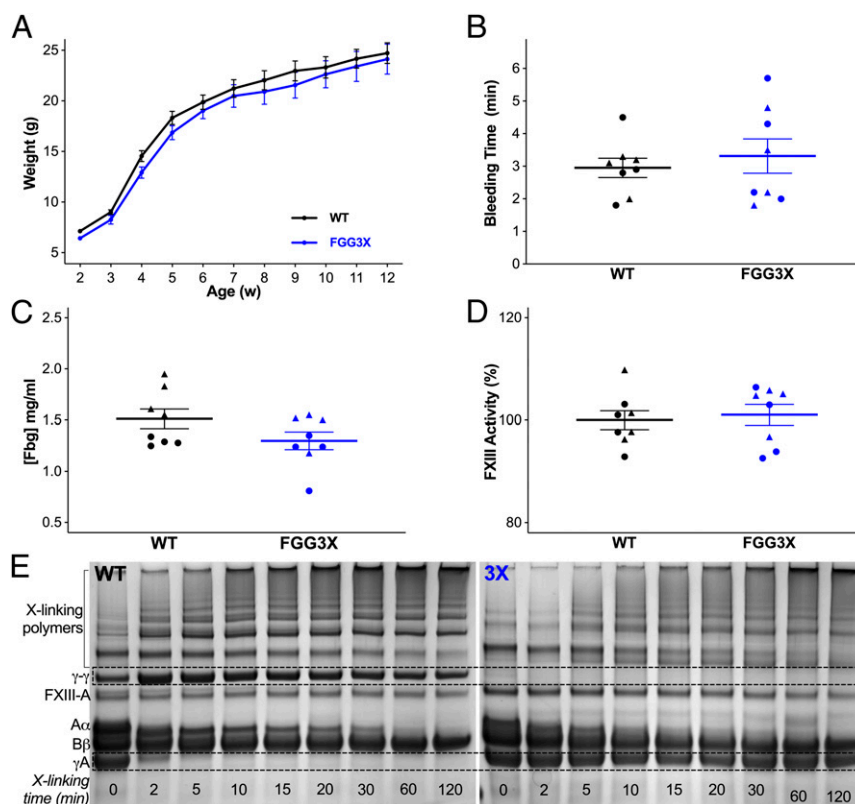 A
Weight (g)
25
20
15
10
5
WT
FGG3X
2 3 4 5 6 7 8 9 10 11 12
Age (w)
B
Bleeding Time (min)
6
5
4
3
2
1
0
WT FGG3X
C
[Fbg] mg/ml
2.5
2.0
1.5
1.0
0.5
WT FGG3X
D
FXIII Activity (%)
120
100
80
WT FGG3X
E
WT 3X
X-linking
polymers
γ-γ
FXIII-A
Aα
Bβ
γA
X-linking
time (min)
0 2 5 10 15 20 30 60 120
0 2 5 10 15 20 30 60 120